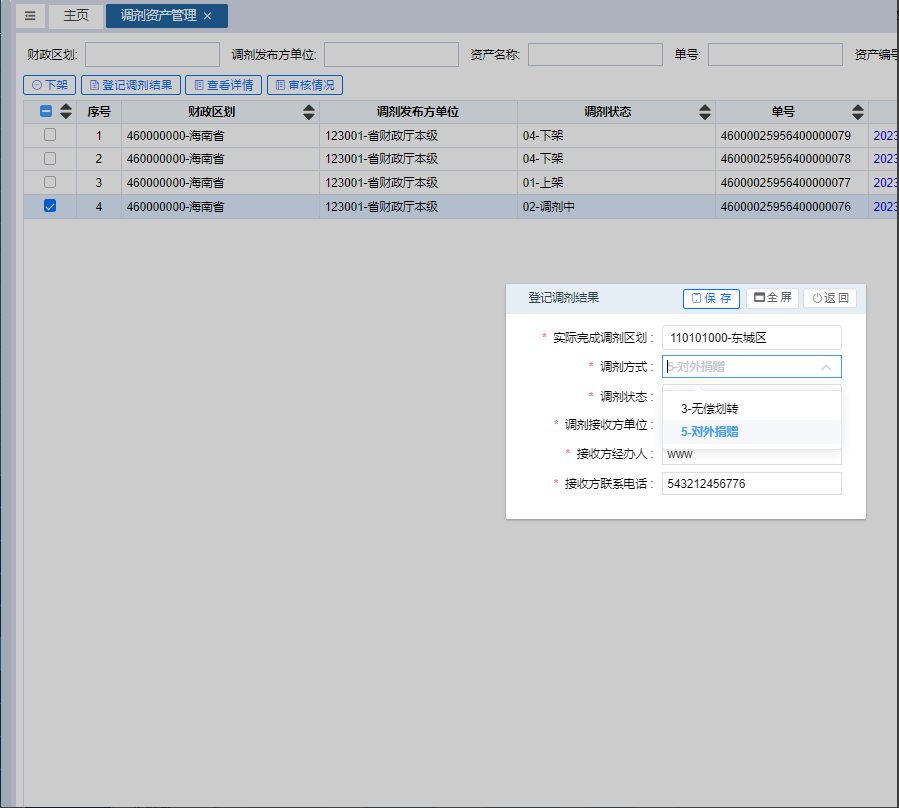 主页 调剂资产管理 ×
财政区划: 调剂发布方单位: 资产名称: 单号: 资产编号
下架 登记调剂结果 查看详情 审核情况
序号 财政区划 调剂发布方单位 调剂状态 单号
1 460000000-海南省 123001-省财政厅本级 04-下架 46000025956400000079 2023
2 460000000-海南省 123001-省财政厅本级 04-下架 46000025956400000078 2023
3 460000000-海南省 123001-省财政厅本级 01-上架 46000025956400000077 2023
4 460000000-海南省 123001-省财政厅本级 02-调剂中 46000025956400000076 2023
登记调剂结果 保 存 全屏 返回
* 实际完成调剂区划 : 110101000-东城区
* 调剂方式 : 5-对外捐赠
* 调剂状态 :
3-无偿划转
* 调剂接收方单位 :
5-对外捐赠
* 接收方经办人 : www
* 接收方联系电话 : 543212456776